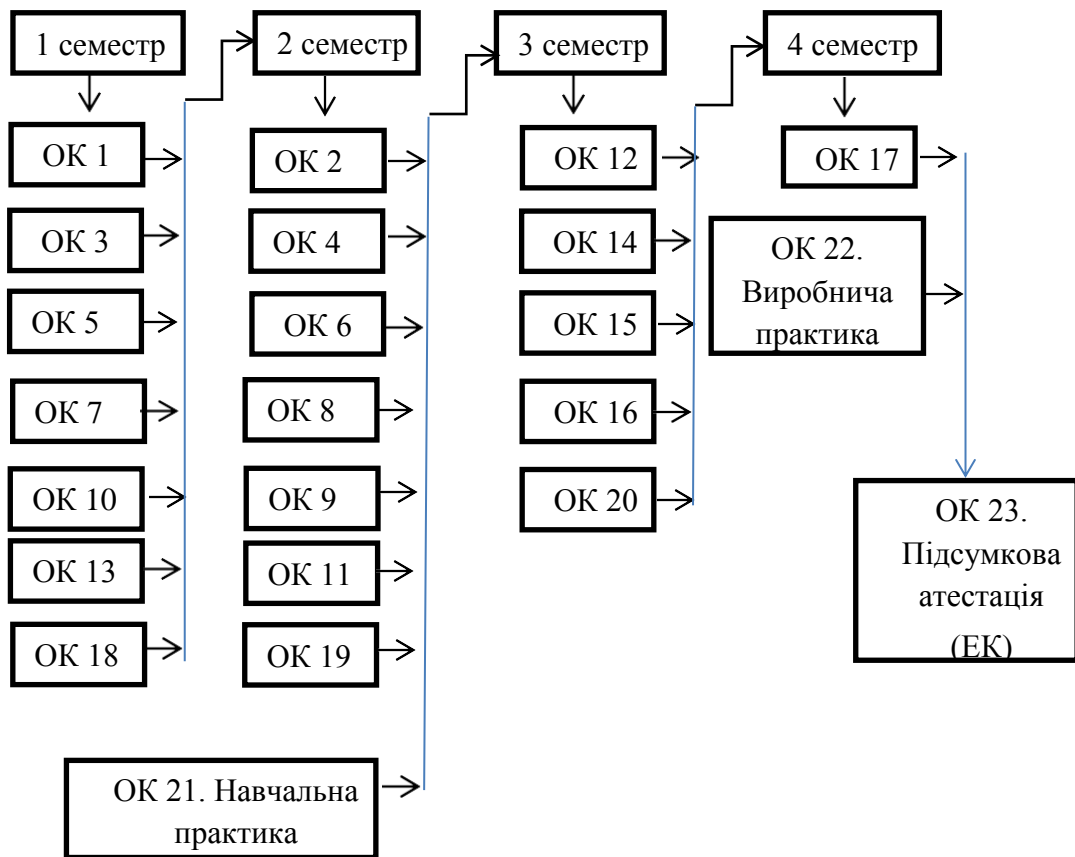 1 семестр
2 семестр
3 семестр
4 семестр
ОК 1
ОК 3
ОК 5
ОК 7
ОК 10
ОК 13
ОК 18
ОК 2
ОК 4
ОК 6
ОК 8
ОК 9
ОК 11
ОК 19
ОК 21. Навчальна
практика
ОК 12
ОК 14
ОК 15
ОК 16
ОК 20
ОК 17
ОК 22.
Виробнича
практика
ОК 23.
Підсумкова
атестація
(ЕК)